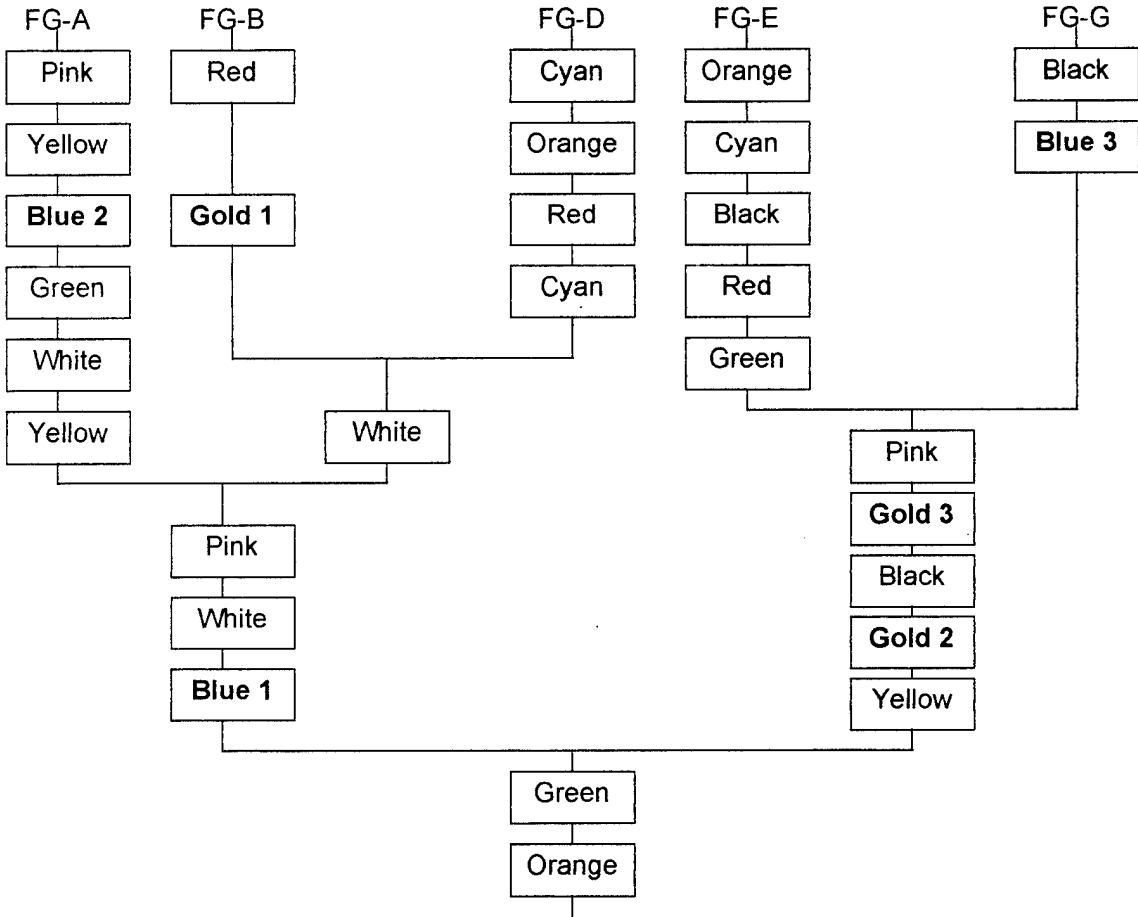 FG-A
FG-B
FG-D
FG-E
FG-G
Pink
Red
Cyan
Orange
Black
Yellow
Orange
Cyan
Blue 3
Blue 2
Gold 1
Red
Black
Green
Cyan
Red
White
Green
Yellow
White
Pink
Gold 3
Pink
Black
White
Gold 2
Blue 1
Yellow
Green
Orange